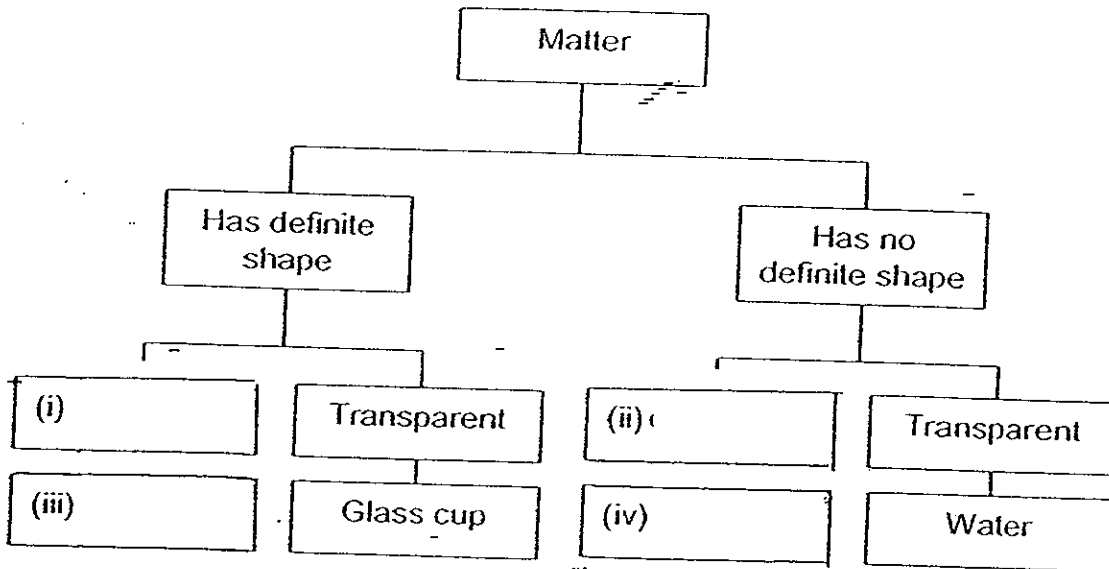 Matter
Has definite
shape
Has no
definite shape
(i)
Transparent
(ii)
Transparent
(iii)
Glass cup
(iv)
Water